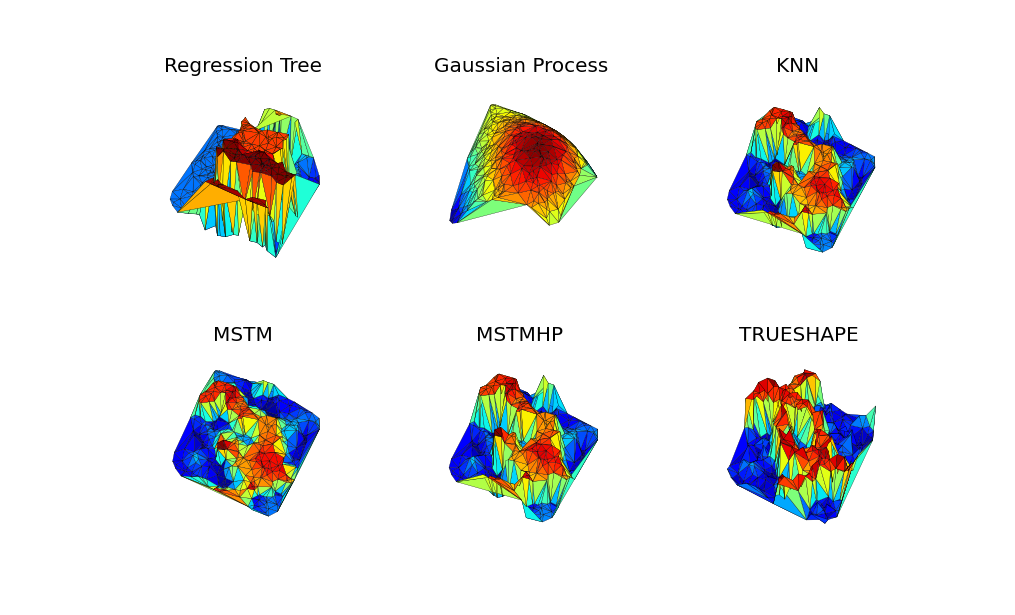 Regression Tree
Gaussian Process
KNN
MSTM
MSTMHP
TRUESHAPE